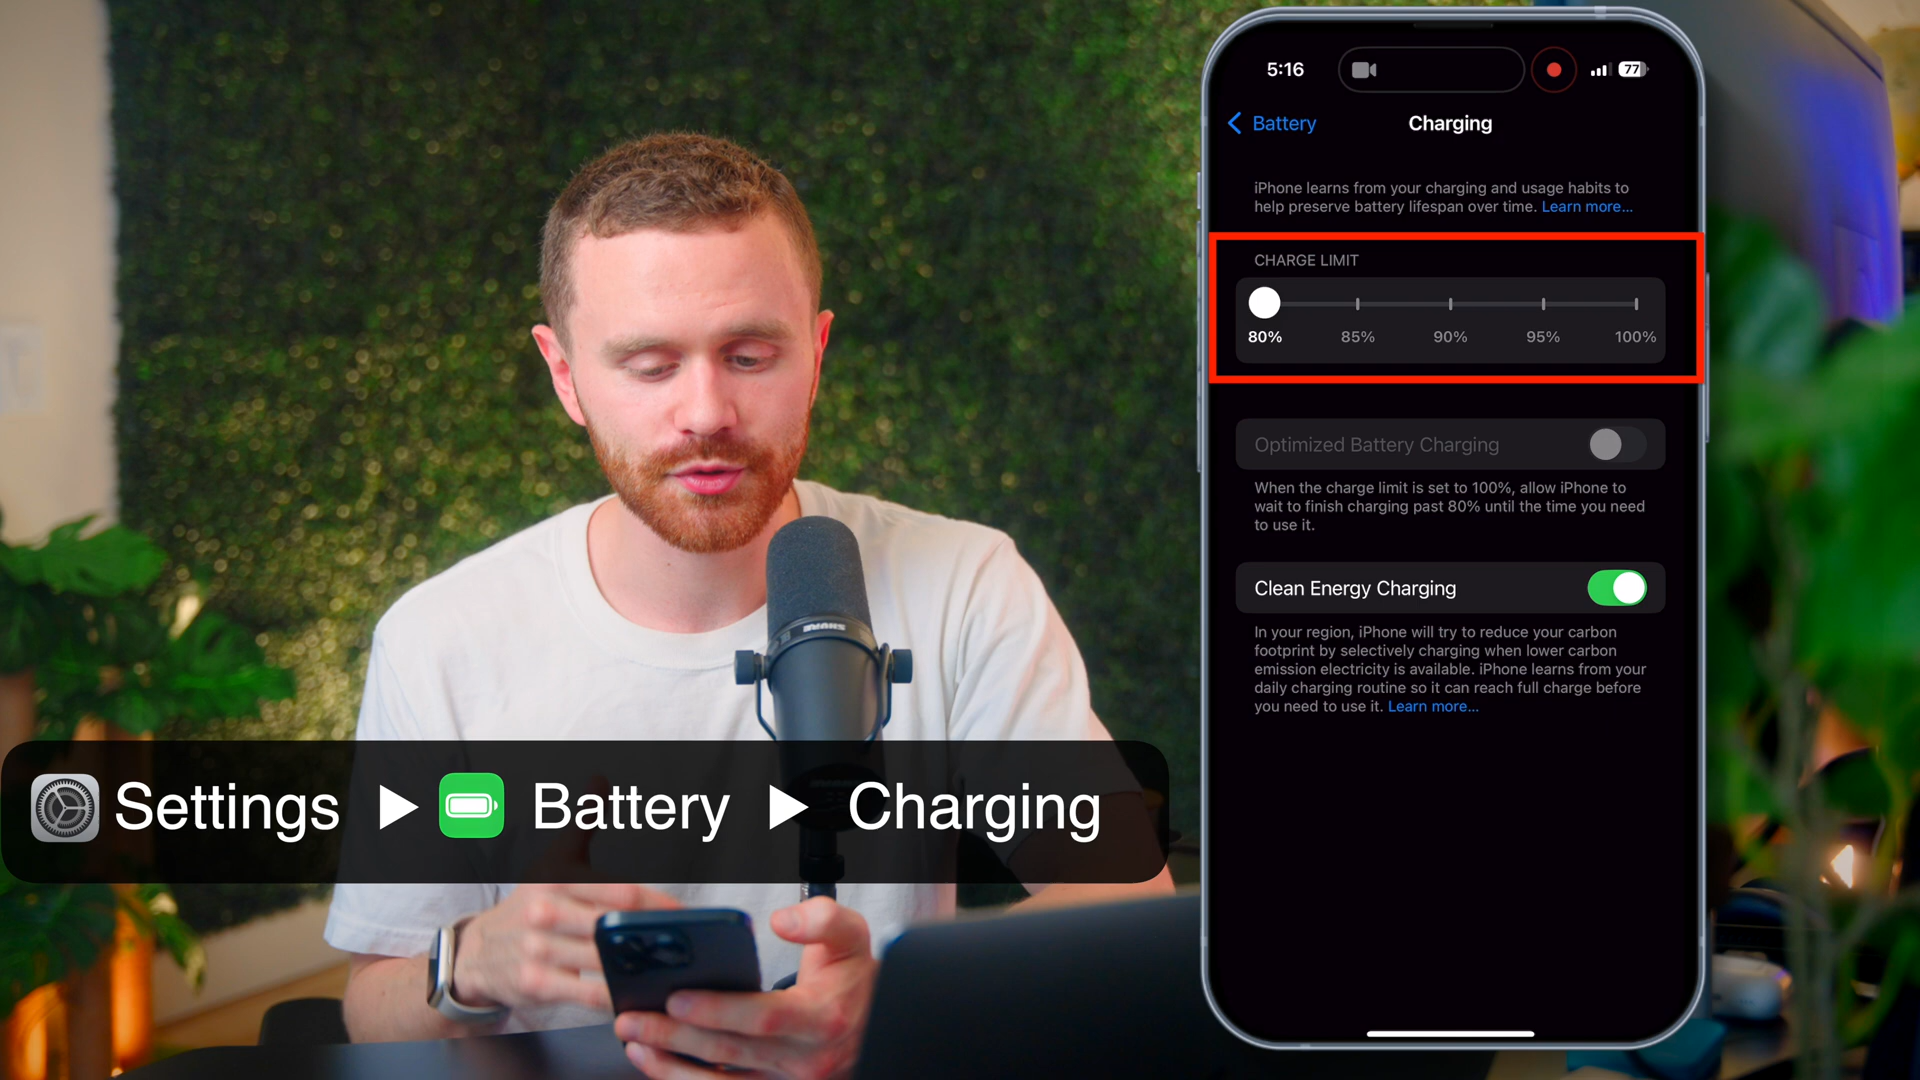 5:16
77
Battery
Charging
iPhone learns from your charging and usage habits to
help preserve battery lifespan over time. Learn more...
CHARGE LIMIT
80% 85% 90% 95% 100%
Optimized Battery Charging
When the charge limit is set to 100%, allow iPhone to
wait to finish charging past 80% until the time you need
to use it.
Clean Energy Charging
In your region, iPhone will try to reduce your carbon
footprint by selectively charging when lower carbon
emission electricity is available. iPhone learns from your
daily charging routine so it can reach full charge before
you need to use it. Learn more...
SHURE
Settings ▶ Battery ▶ Charging